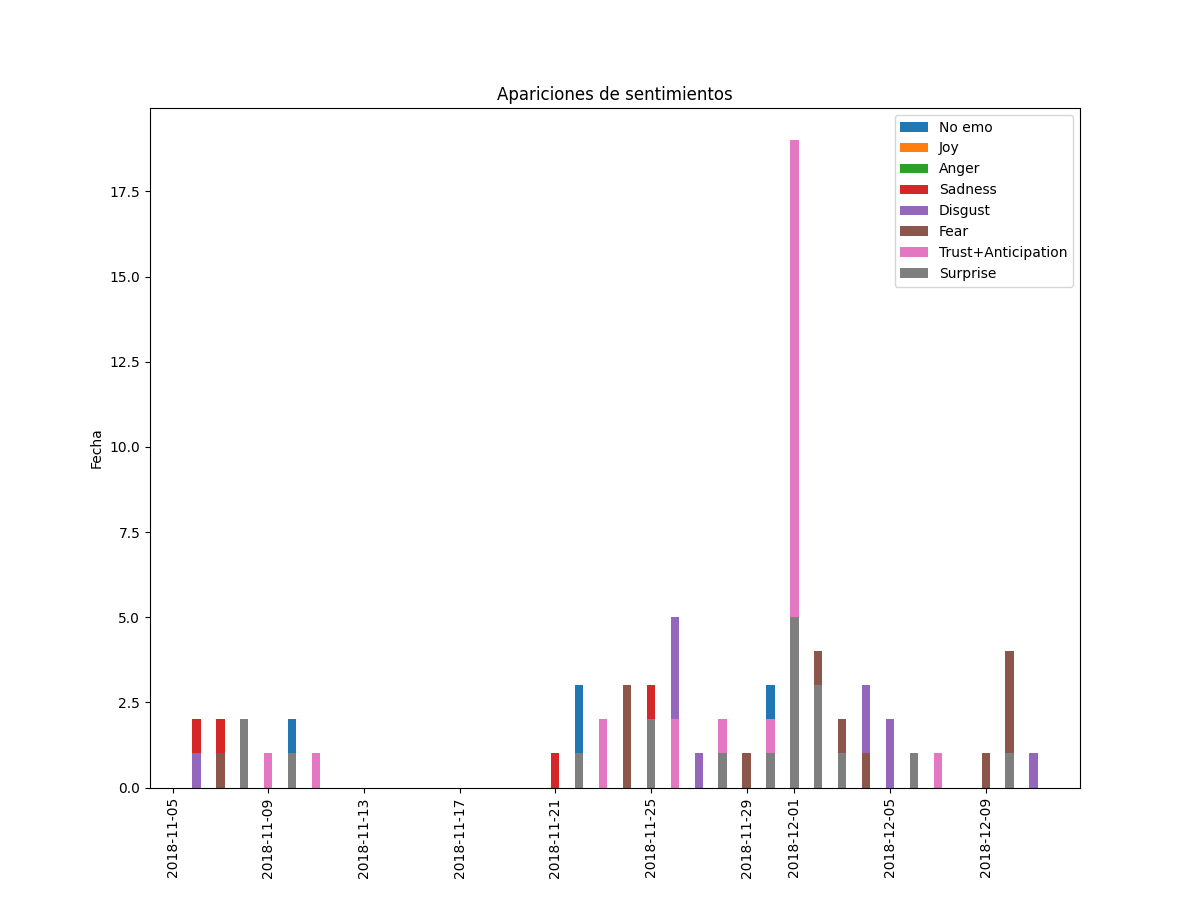 Apariciones de sentimientos
No emo
Joy
Anger
Sadness
Disgust
Fear
Trust+Anticipation
Surprise
17.5
15.0
12.5
10.0
7.5
5.0
2.5
0.0
Fecha
2018-11-05
2018-11-09
2018-11-13
2018-11-17
2018-11-21
2018-11-25
2018-11-29
2018-12-01
2018-12-05
2018-12-09